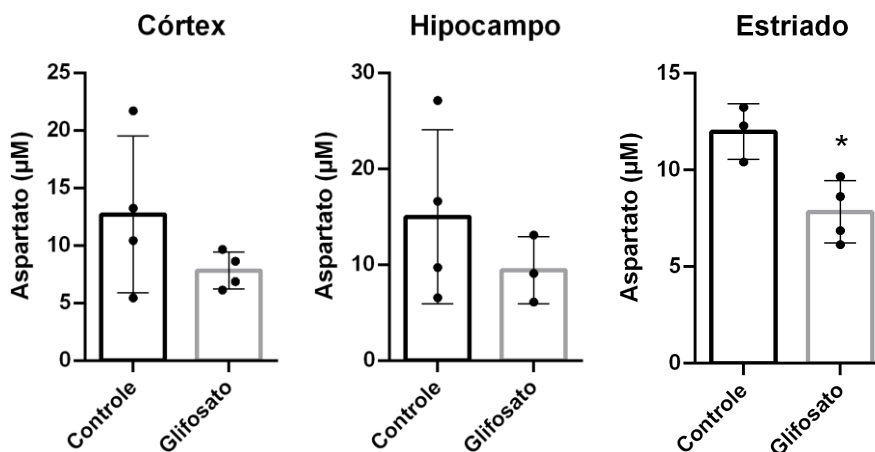 Córtex
Aspartato (µM)
25
20
15
10
5
0
Controle
Glifosato
Hipocampo
Aspartato (µM)
30
20
10
0
Controle
Glifosato
Estriado
Aspartato (µM)
15
10
5
0
*
Controle
Glifosato